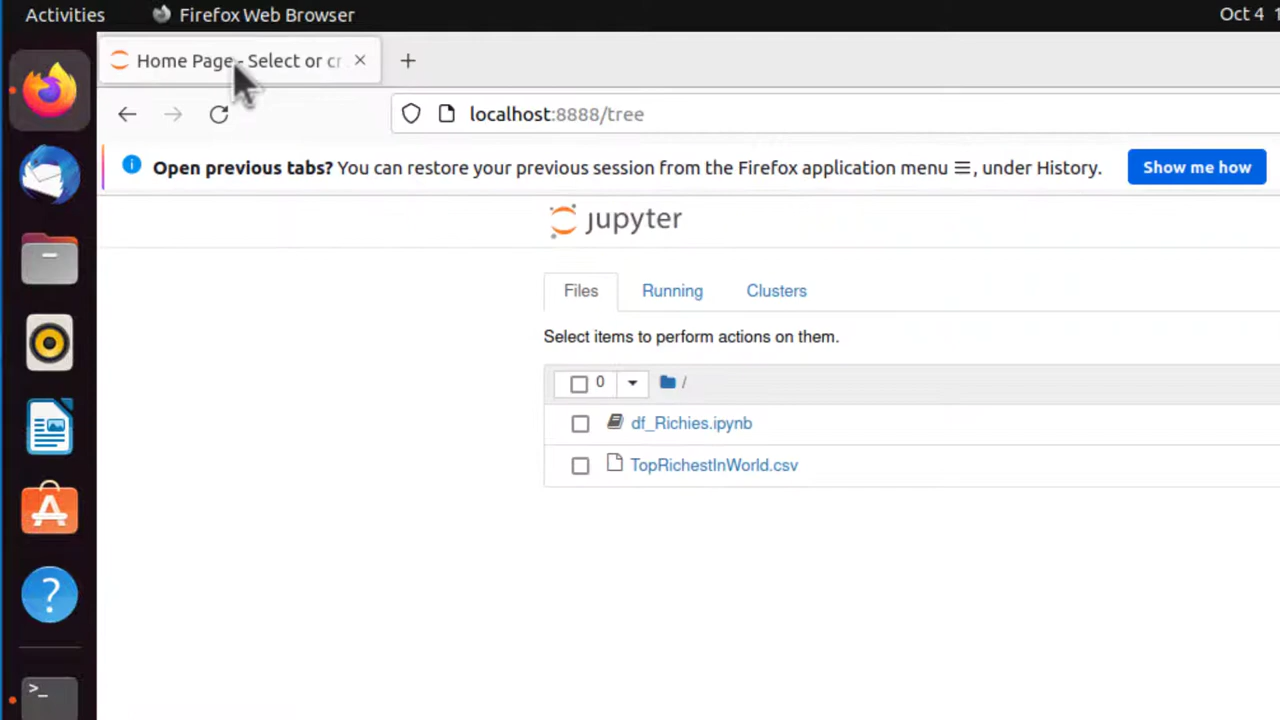 Activities
Firefox Web Browser
Oct 4 1
Home Page - Select or cr
localhost:8888/tree
Open previous tabs? You can restore your previous session from the Firefox application menu ☰, under History.
Show me how
jupyter
Files
Running
Clusters
Select items to perform actions on them.
0
/
df_Richies.ipynb
TopRichestInWorld.csv
?
>_